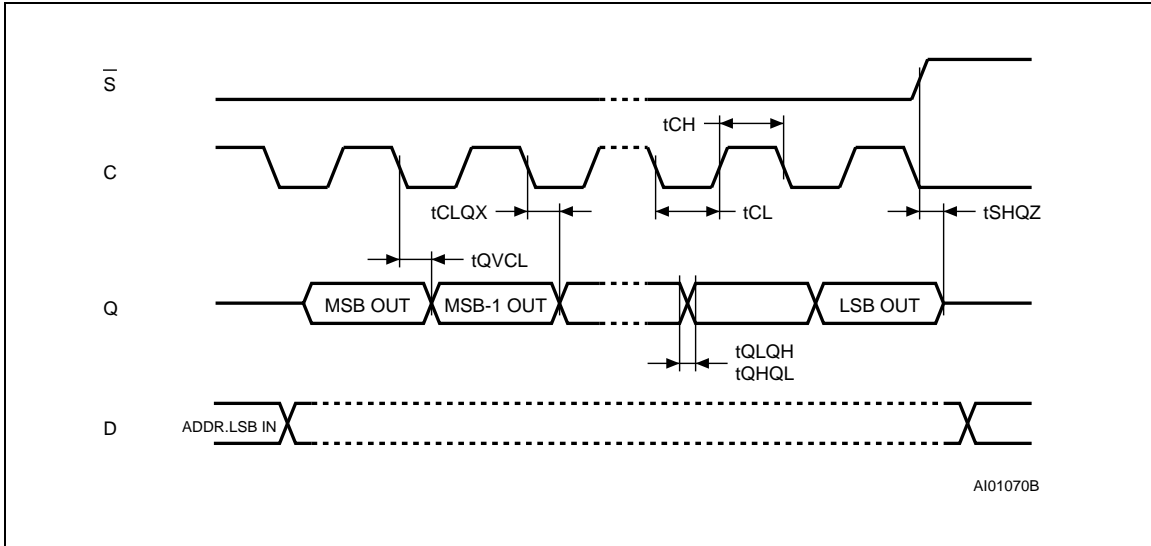 S
tCH
C
tCLQX
tCL
tSHQZ
tQVCL
Q
MSB OUT
MSB-1 OUT
LSB OUT
tQLQH
tQHQL
D
ADDR.LSB IN
AI01070B